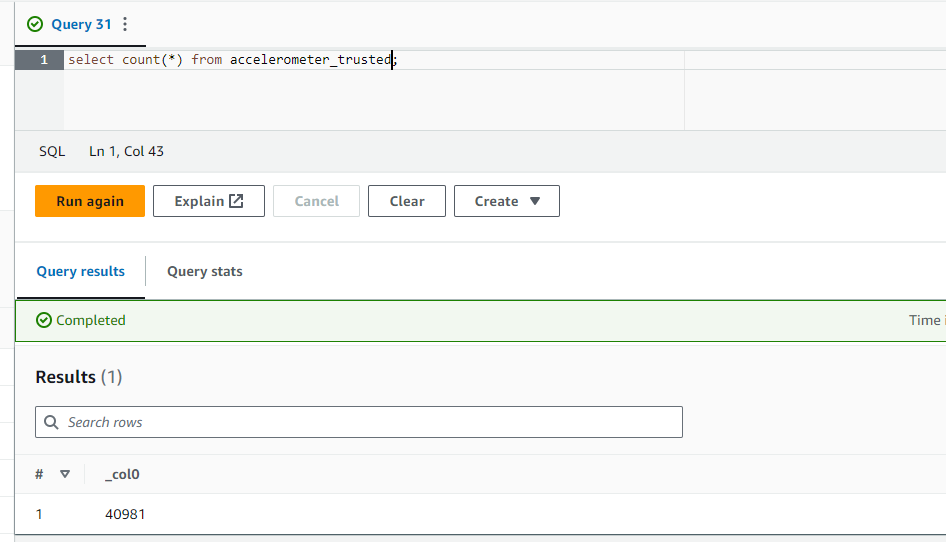 Query 31
1 select count(*) from accelerometer_trusted;
SQL Ln 1, Col 43
Run again Explain Cancel Clear Create
Query results Query stats
Completed Time
Results (1)
Search rows
# _col0
1 40981